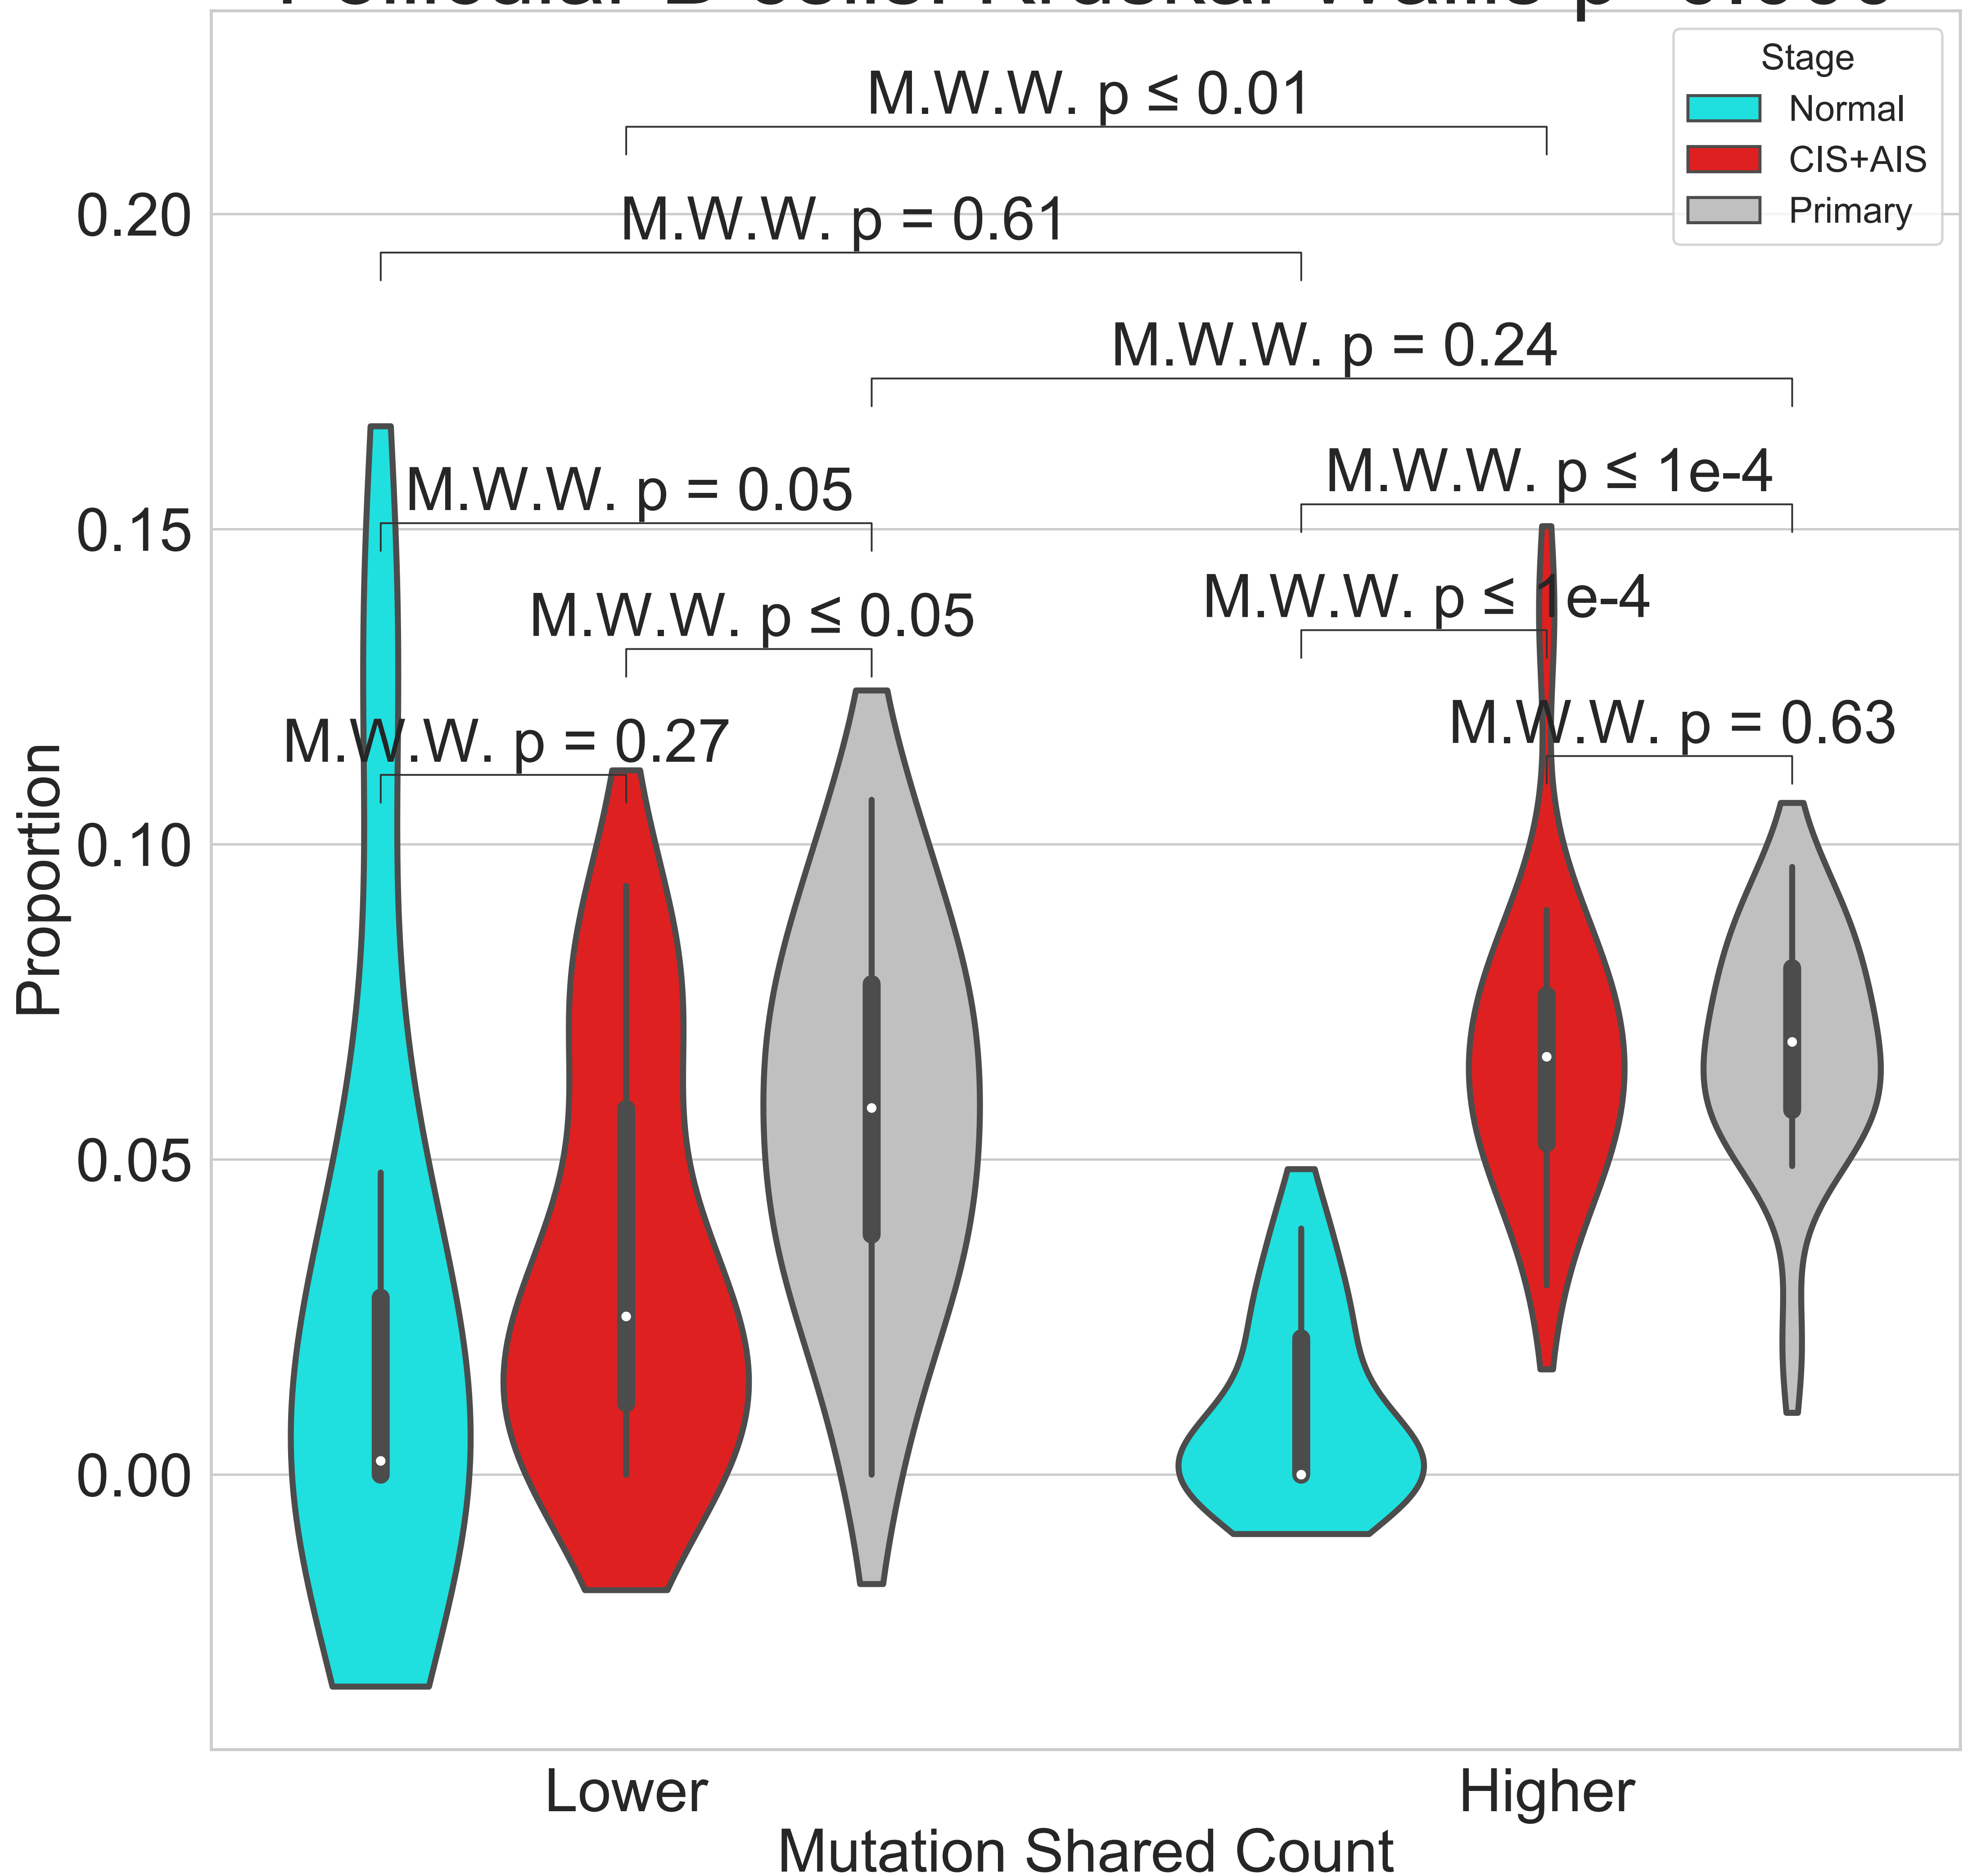 Stage
Normal
CIS+AIS
Primary
M.W.W. p ≤ 0.01
M.W.W. p = 0.61
M.W.W. p = 0.24
M.W.W. p = 0.05
M.W.W. p ≤ 1e-4
M.W.W. p ≤ 0.05
M.W.W. p ≤ 1e-4
M.W.W. p = 0.27
M.W.W. p = 0.63
0.20
0.15
0.10
0.05
0.00
Proportion
Lower
Higher
Mutation Shared Count